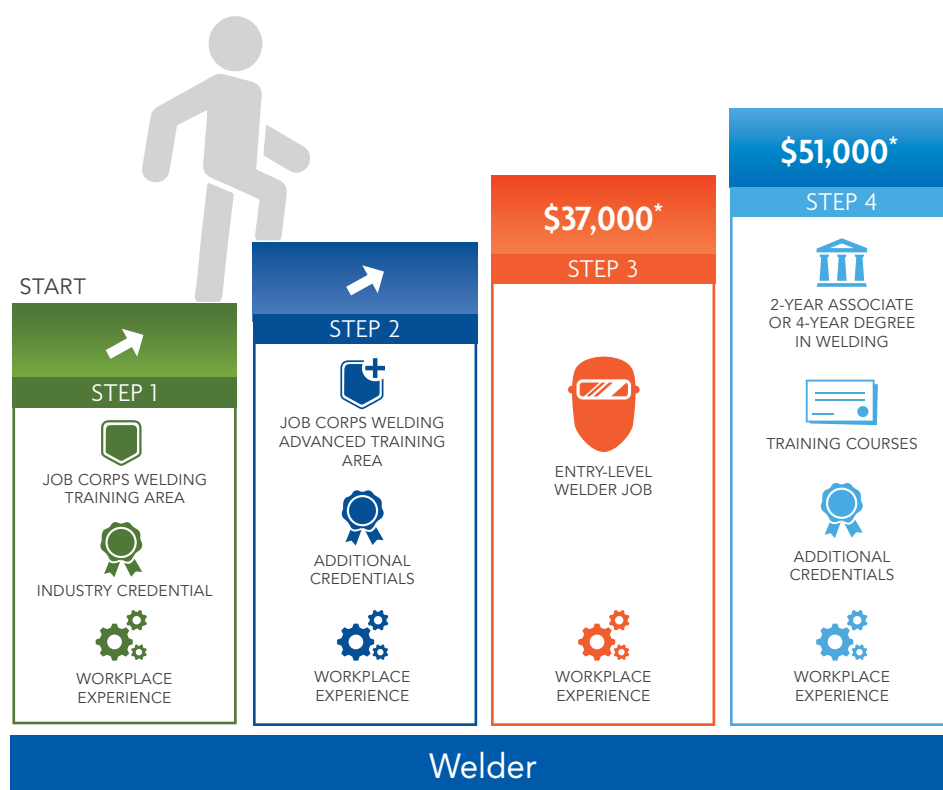 START
STEP 1
JOB CORPS WELDING
TRAINING AREA
INDUSTRY CREDENTIAL
WORKPLACE
EXPERIENCE
STEP 2
JOB CORPS WELDING
ADVANCED TRAINING
AREA
ADDITIONAL
CREDENTIALS
WORKPLACE
EXPERIENCE
$37,000*
STEP 3
ENTRY-LEVEL
WELDER JOB
WORKPLACE
EXPERIENCE
$51,000*
STEP 4
2-YEAR ASSOCIATE
OR 4-YEAR DEGREE
IN WELDING
TRAINING COURSES
ADDITIONAL
CREDENTIALS
WORKPLACE
EXPERIENCE
Welder